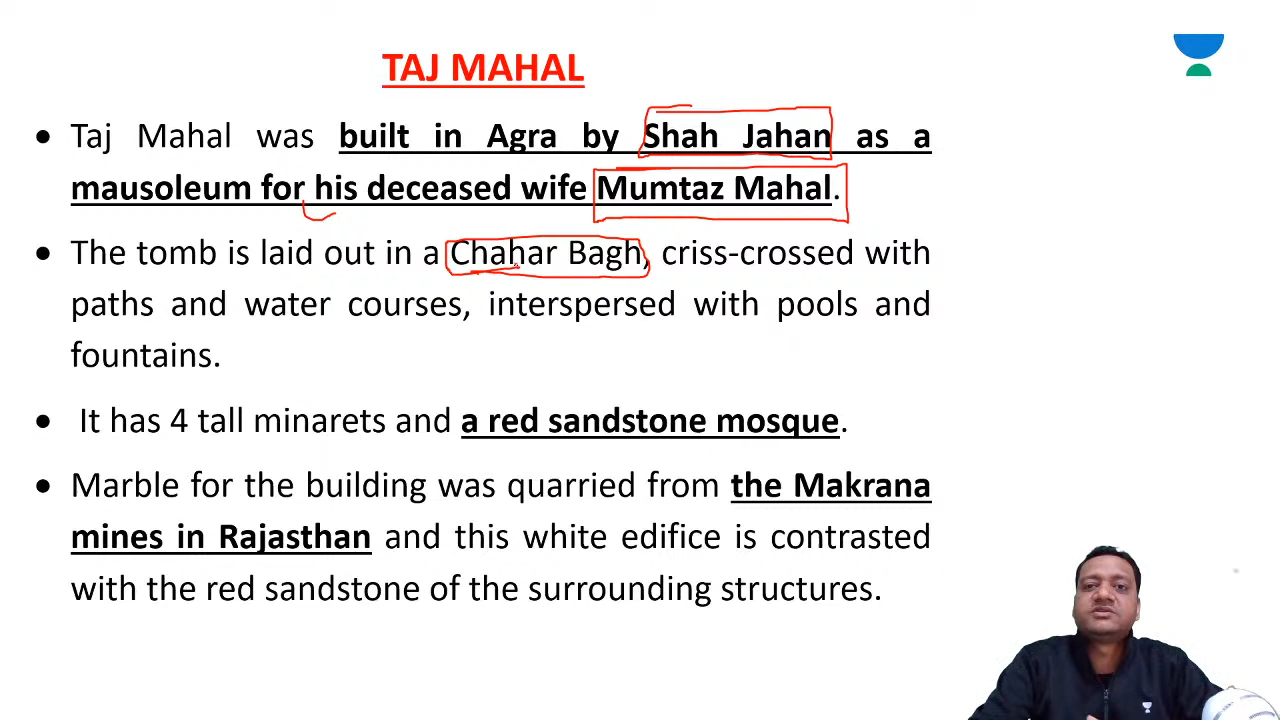 TAJ MAHAL
• Taj Mahal was built in Agra by Shah Jahan as a
mausoleum for his deceased wife Mumtaz Mahal.
• The tomb is laid out in a Chahar Bagh, criss-crossed with
paths and water courses, interspersed with pools and
fountains.
• It has 4 tall minarets and a red sandstone mosque.
• Marble for the building was quarried from the Makrana
mines in Rajasthan and this white edifice is contrasted
with the red sandstone of the surrounding structures.